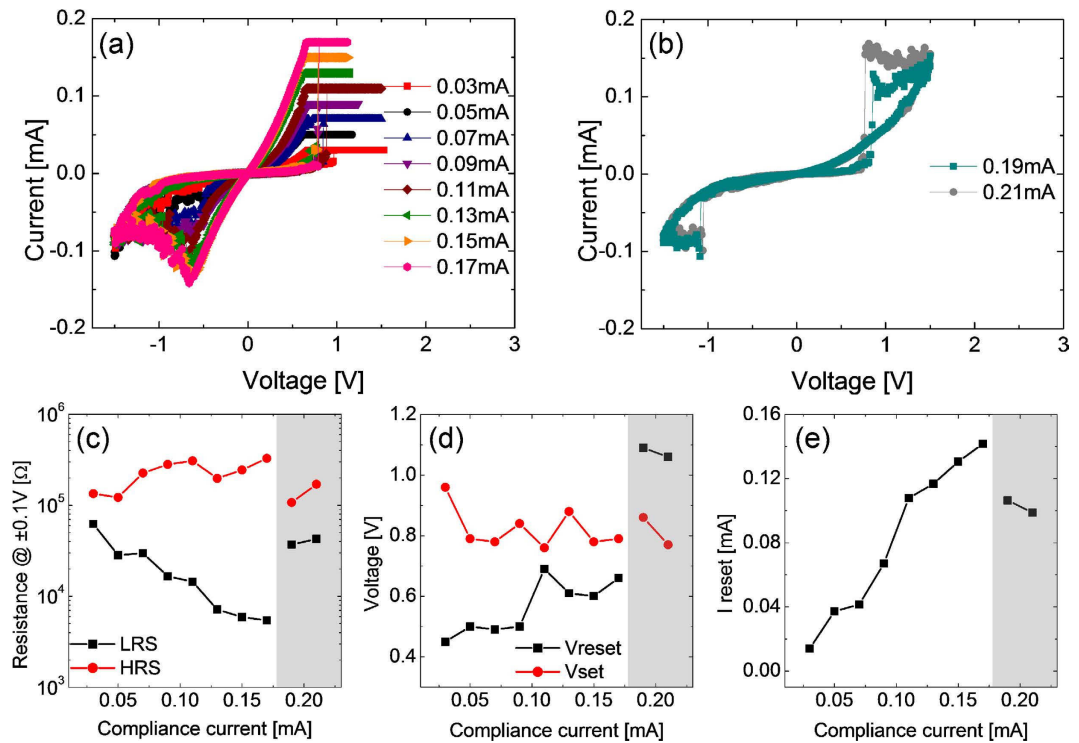 (a)
0.2
0.1
0.0
-0.1
-0.2
Current [mA]
-1
0
1
2
3
Voltage [V]
0.03mA
0.05mA
0.07mA
0.09mA
0.11mA
0.13mA
0.15mA
0.17mA
(b)
0.2
0.1
0.0
-0.1
-0.2
Current [mA]
-1
0
1
2
3
Voltage [V]
0.19mA
0.21mA
(c)
10^6
10^5
10^4
10^3
Resistance @ ±0.1V [Ω]
LRS
HRS
0.05
0.10
0.15
0.20
Compliance current [mA]
(d)
1.2
1.0
0.8
0.6
0.4
Voltage [V]
Vreset
Vset
0.05
0.10
0.15
0.20
Compliance current [mA]
(e)
0.16
0.12
0.08
0.04
0.00
I reset [mA]
0.05
0.10
0.15
0.20
Compliance current [mA]